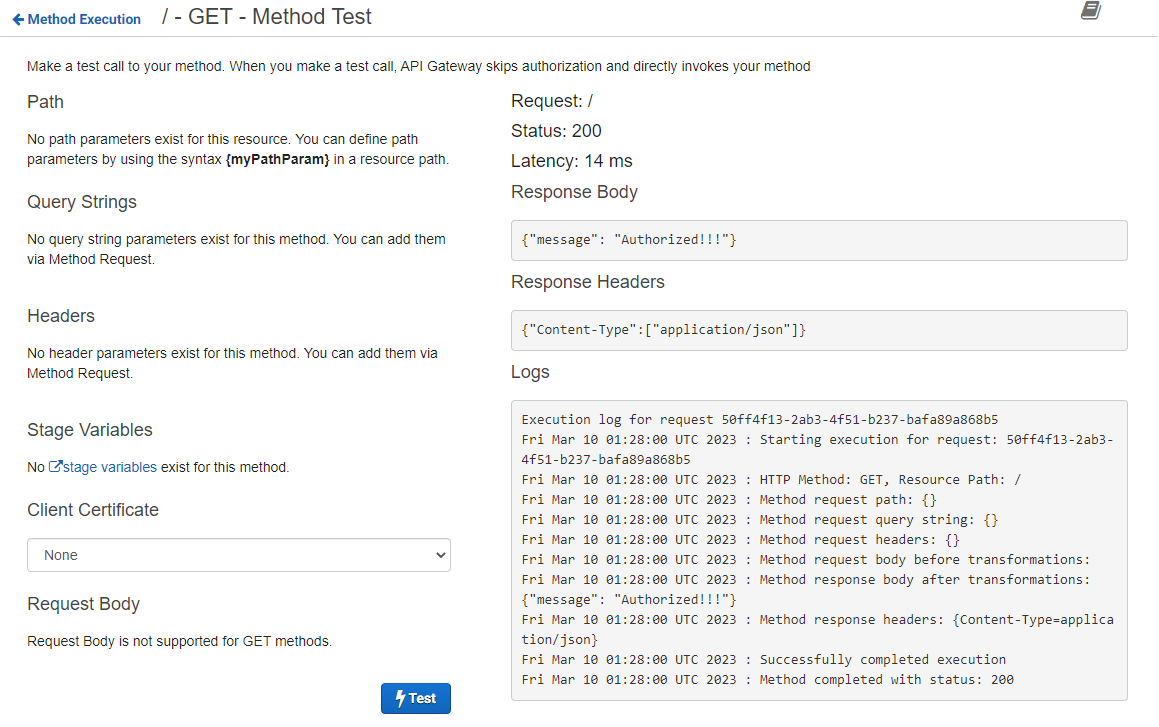 Method Execution / - GET - Method Test
Make a test call to your method. When you make a test call, API Gateway skips authorization and directly invokes your method
Path
No path parameters exist for this resource. You can define path
parameters by using the syntax {myPathParam} in a resource path.
Query Strings
No query string parameters exist for this method. You can add them
via Method Request.
Headers
No header parameters exist for this method. You can add them via
Method Request.
Stage Variables
No stage variables exist for this method.
Client Certificate
None
Request Body
Request Body is not supported for GET methods.
Test
Request: /
Status: 200
Latency: 14 ms
Response Body
{"message": "Authorized!!!"}
Response Headers
{"Content-Type":["application/json"]}
Logs
Execution log for request 50ff4f13-2ab3-4f51-b237-bafa89a868b5
Fri Mar 10 01:28:00 UTC 2023 : Starting execution for request: 50ff4f13-2ab3-
4f51-b237-bafa89a868b5
Fri Mar 10 01:28:00 UTC 2023 : HTTP Method: GET, Resource Path: /
Fri Mar 10 01:28:00 UTC 2023 : Method request path: {}
Fri Mar 10 01:28:00 UTC 2023 : Method request query string: {}
Fri Mar 10 01:28:00 UTC 2023 : Method request headers: {}
Fri Mar 10 01:28:00 UTC 2023 : Method request body before transformations:
Fri Mar 10 01:28:00 UTC 2023 : Method response body after transformations:
{"message": "Authorized!!!"}
Fri Mar 10 01:28:00 UTC 2023 : Method response headers: {Content-Type=applica
tion/json}
Fri Mar 10 01:28:00 UTC 2023 : Successfully completed execution
Fri Mar 10 01:28:00 UTC 2023 : Method completed with status: 200